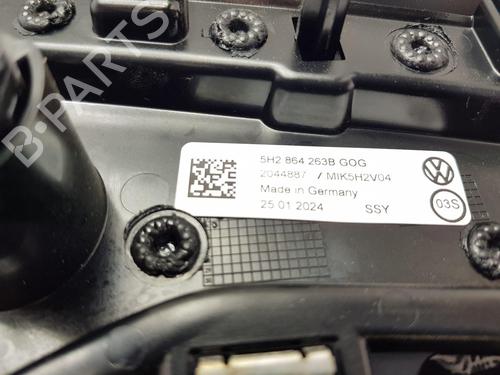 B-PARTS
5H2 864 263B GOG
2044887 / MIK5H2V04
Made in Germany
25 01 2024 SSY
03S